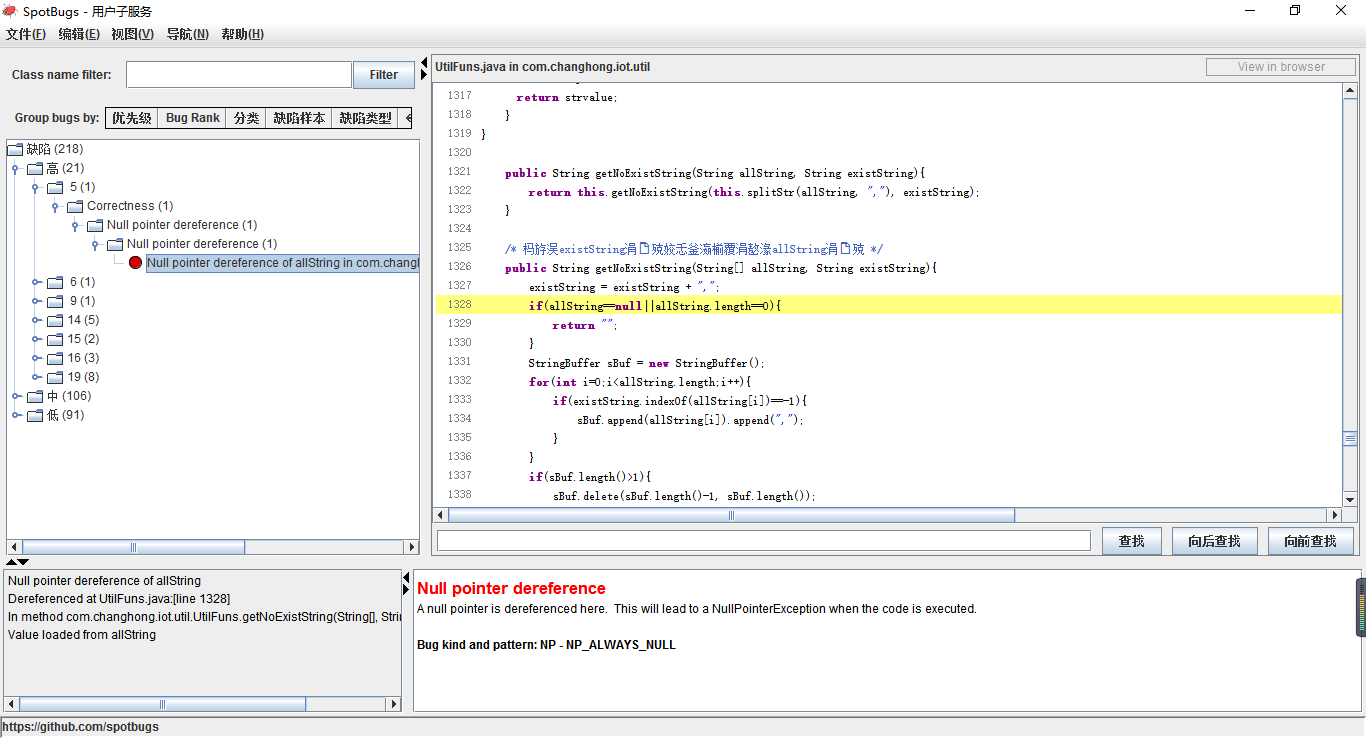 SpotBugs - 用户子服务
文件(F) 编辑(E) 视图(V) 导航(N) 帮助(H)
Class name filter:
Filter
Group bugs by:
优先级 Bug Rank 分类 缺陷样本 缺陷类型
缺陷 (218)
高 (21)
5 (1)
Correctness (1)
Null pointer dereference (1)
Null pointer dereference (1)
Null pointer dereference of allString in com.changl
6 (1)
9 (1)
14 (5)
15 (2)
16 (3)
19 (8)
中 (106)
低 (91)
UtilFuns.java in com.changhong.iot.util
View in browser
1317 return strvalue;
1318 }
1319 }
1320
1321 public String getNoExistString(String allString, String existString){
1322 return this.getNoExistString(this.splitStr(allString, ","), existString);
1323 }
1324
1325 /* existString allString */
1326 public String getNoExistString(String[] allString, String existString){
1327 existString = existString + ",";
1328 if(allString==null||allString.length==0){
1329 return "";
1330 }
1331 StringBuffer sBuf = new StringBuffer();
1332 for(int i=0;i<allString.length;i++){
1333 if(existString.indexOf(allString[i])==-1){
1334 sBuf.append(allString[i]).append(",");
1335 }
1336 }
1337 if(sBuf.length()>1){
1338 sBuf.delete(sBuf.length()-1, sBuf.length());
查找 向后查找 向前查找
Null pointer dereference of allString
Dereferenced at UtilFuns.java:[line 1328]
In method com.changhong.iot.util.UtilFuns.getNoExistString(String[], Strin
Value loaded from allString
Null pointer dereference
A null pointer is dereferenced here. This will lead to a NullPointerException when the code is executed.
Bug kind and pattern: NP - NP_ALWAYS_NULL
https://github.com/spotbugs